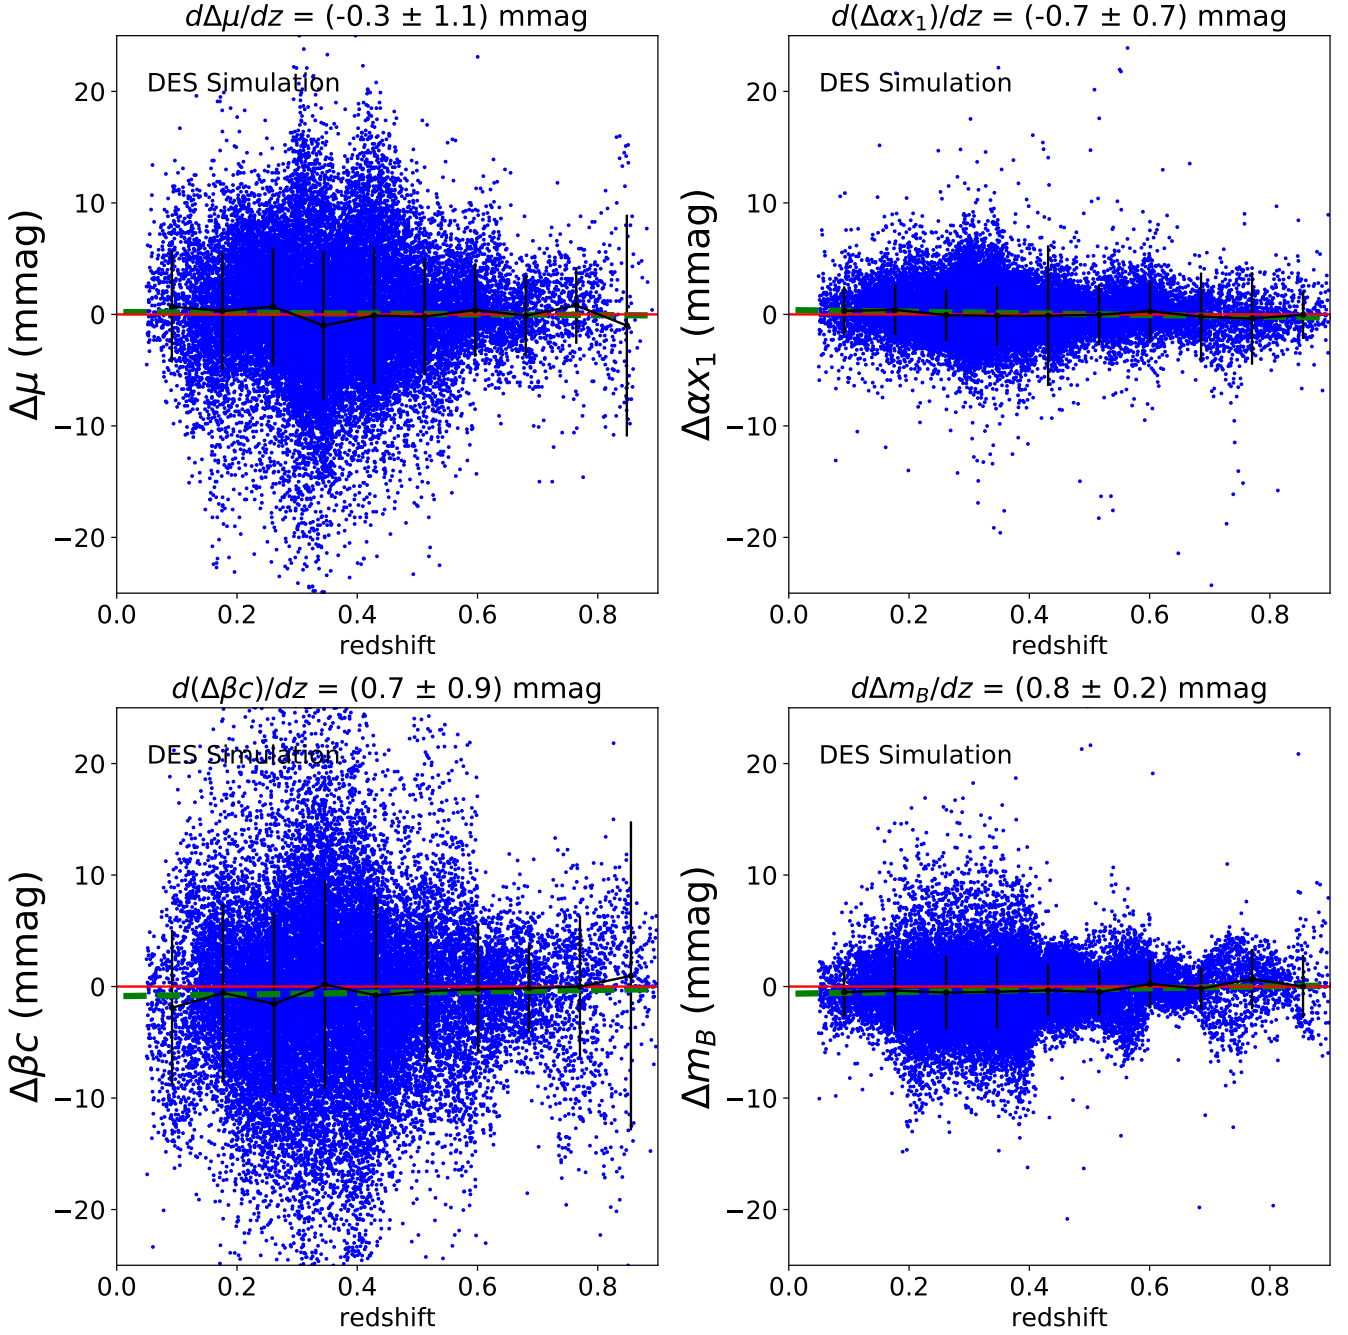 dΔμ/dz = (-0.3 ± 1.1) mmag
DES Simulation
Δμ (mmag)
20
10
0
−10
−20
0.0 0.2 0.4 0.6 0.8
redshift
d(Δαx₁)/dz = (-0.7 ± 0.7) mmag
DES Simulation
Δαx₁ (mmag)
20
10
0
−10
−20
0.0 0.2 0.4 0.6 0.8
redshift
d(Δβc)/dz = (0.7 ± 0.9) mmag
DES Simulation
Δβc (mmag)
20
10
0
−10
−20
0.0 0.2 0.4 0.6 0.8
redshift
dΔm_B/dz = (0.8 ± 0.2) mmag
DES Simulation
Δm_B (mmag)
20
10
0
−10
−20
0.0 0.2 0.4 0.6 0.8
redshift